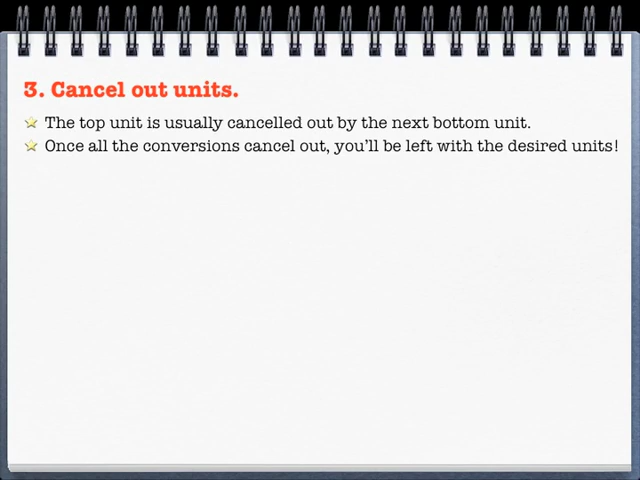 3. Cancel out units.
The top unit is usually cancelled out by the next bottom unit.
Once all the conversions cancel out, you'll be left with the desired units!